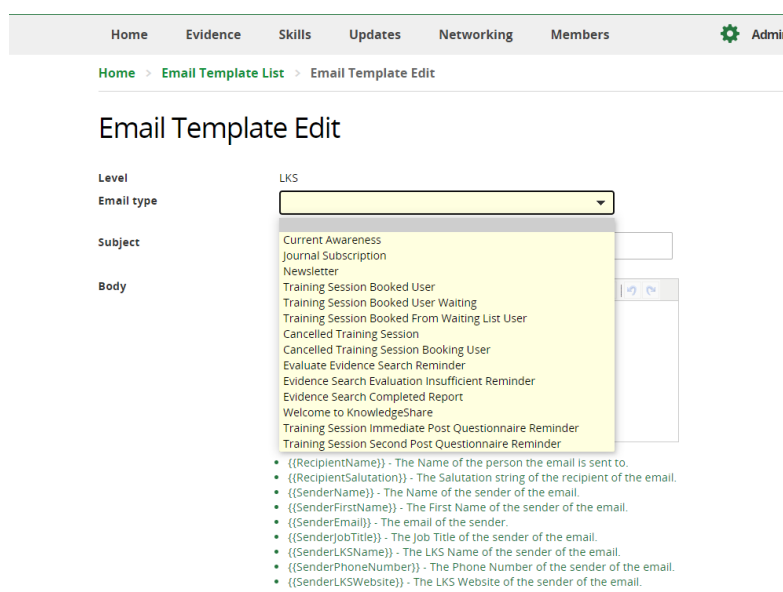 Home Evidence Skills Updates Networking Members Admi
Home > Email Template List > Email Template Edit
Email Template Edit
Level LKS
Email type
Subject
Current Awareness
Journal Subscription
Newsletter
Body
Training Session Booked User
Training Session Booked User Waiting
Training Session Booked From Waiting List User
Cancelled Training Session
Cancelled Training Session Booking User
Evaluate Evidence Search Reminder
Evidence Search Evaluation Insufficient Reminder
Evidence Search Completed Report
Welcome to KnowledgeShare
Training Session Immediate Post Questionnaire Reminder
Training Session Second Post Questionnaire Reminder
• {{RecipientName}} - The Name of the person the email is sent to.
• {{RecipientSalutation}} - The Salutation string of the recipient of the email.
• {{SenderName}} - The Name of the sender of the email.
• {{SenderFirstName}} - The First Name of the sender of the email.
• {{SenderEmail}} - The email of the sender.
• {{SenderJobTitle}} - The Job Title of the sender of the email.
• {{SenderLKSName}} - The LKS Name of the sender of the email.
• {{SenderPhoneNumber}} - The Phone Number of the sender of the email.
• {{SenderLKSWebsite}} - The LKS Website of the sender of the email.